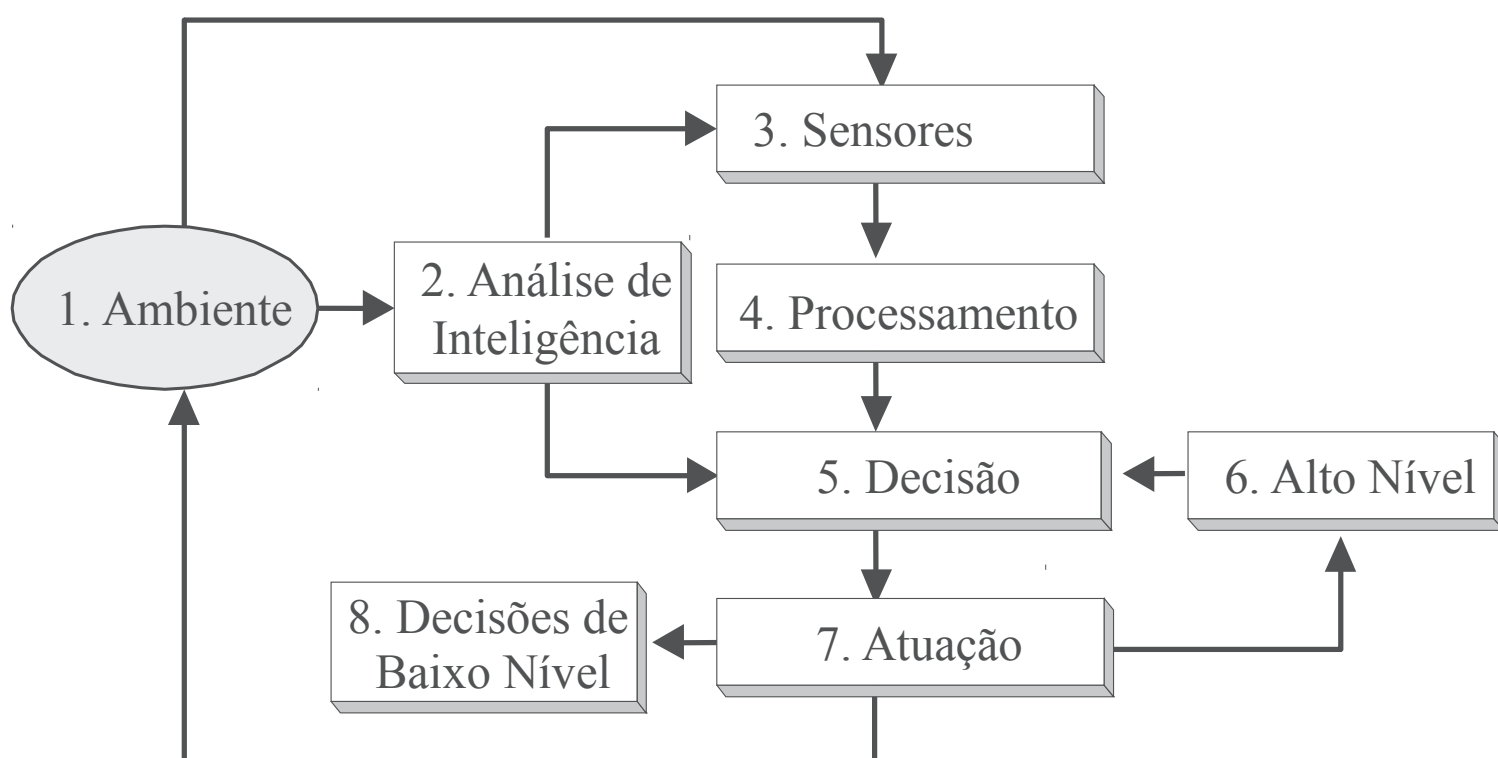 1. Ambiente
2. Análise de
Inteligência
3. Sensores
4. Processamento
5. Decisão
6. Alto Nível
7. Atuação
8. Decisões de
Baixo Nível